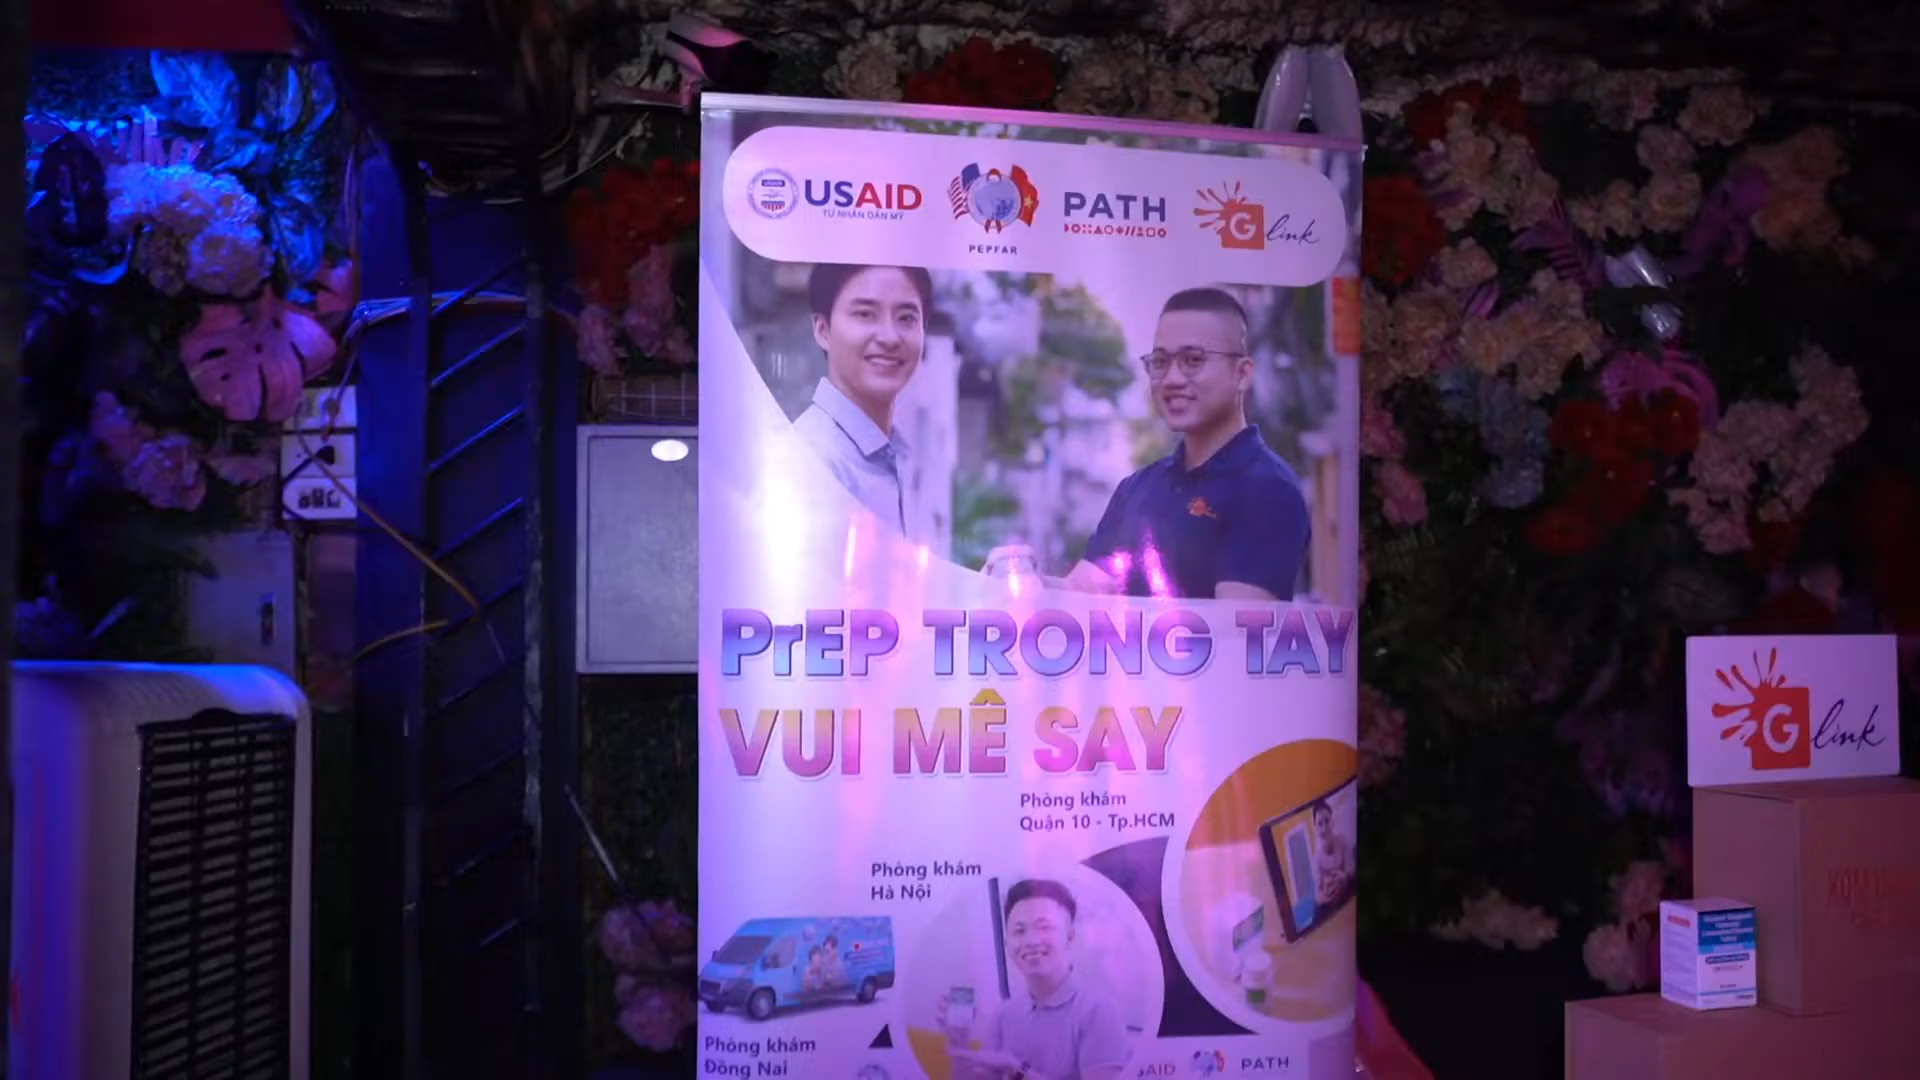 USAID
TỪ NHÂN DÂN MỸ
PEPFAR
PATH
G link
PrEP TRONG TAY
VUI MÊ SAY
Phòng khám
Quận 10 - Tp.HCM
Phòng khám
Hà Nội
Phòng khám
Đồng Nai
AID
PATH
G link